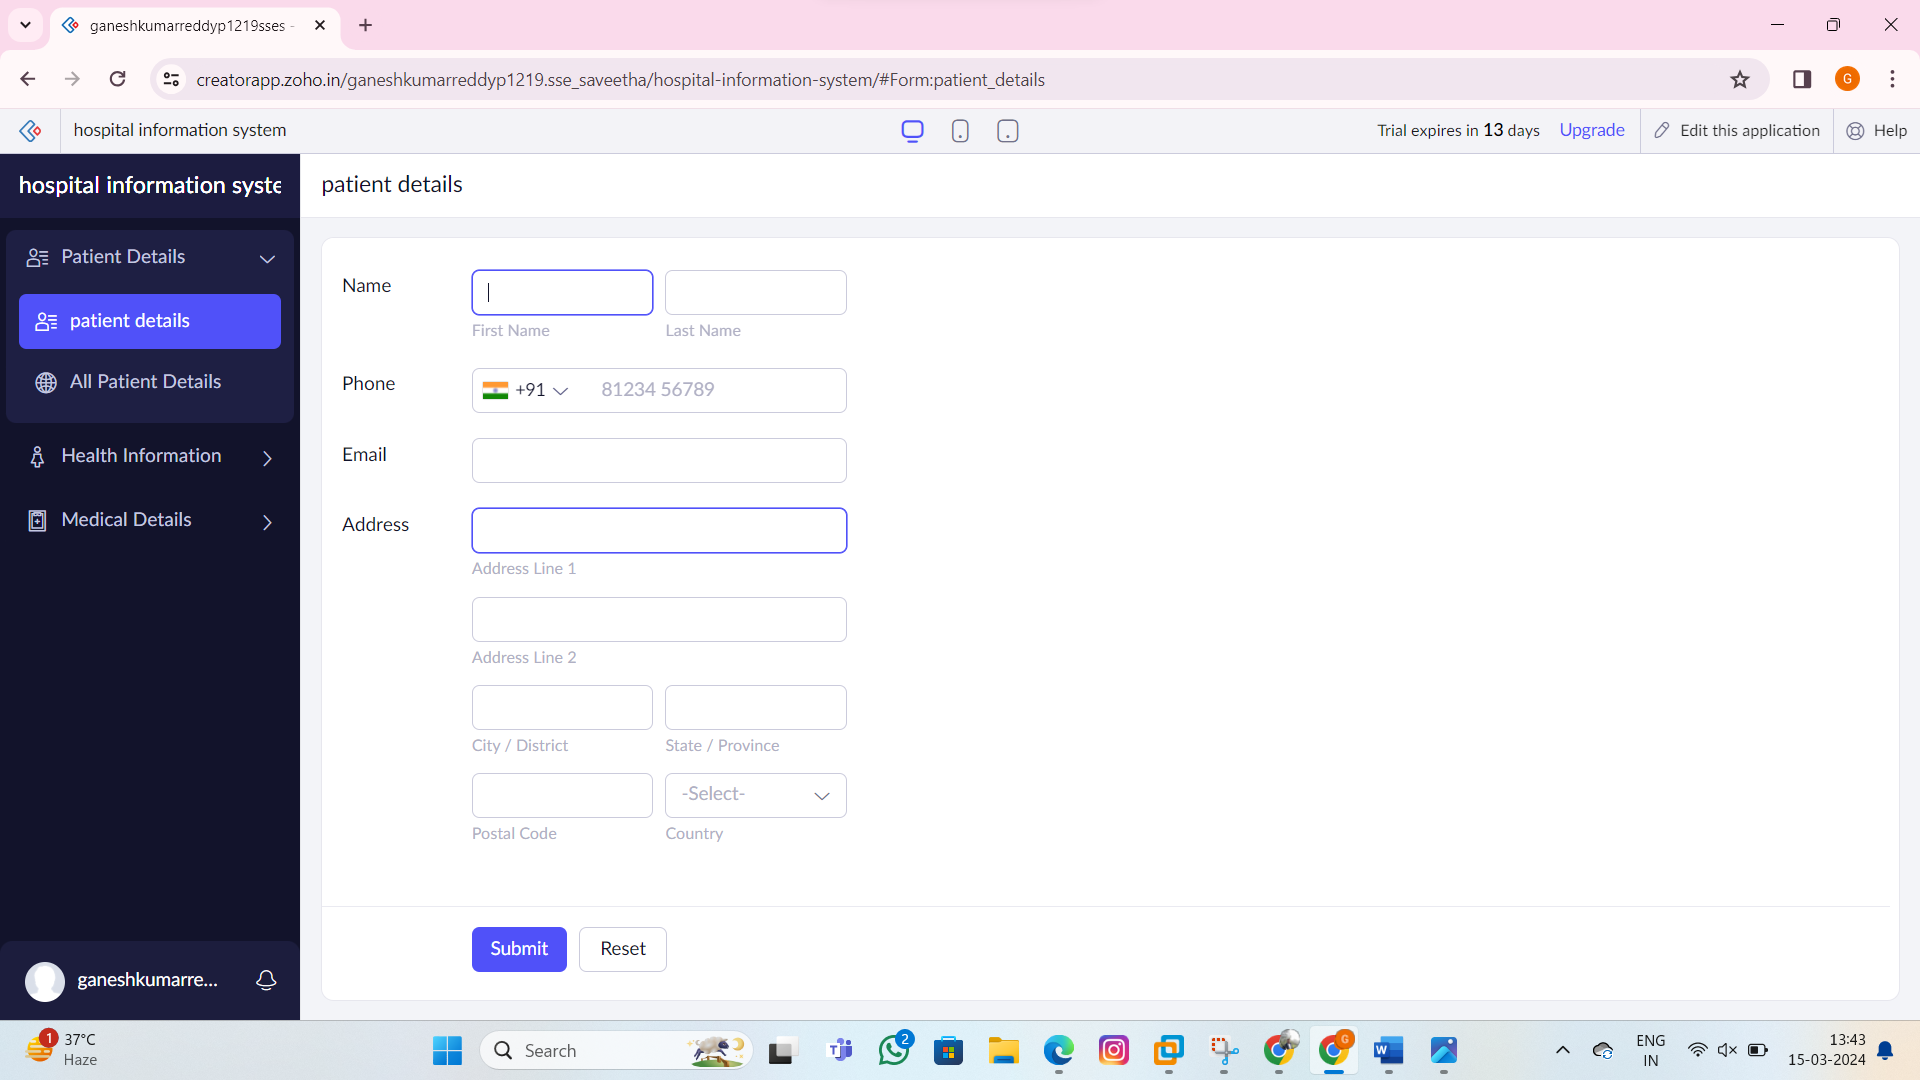 ganeshkumarreddyp1219sses -
creatorapp.zoho.in/ganeshkumarreddyp1219.sse_saveetha/hospital-information-system/#Form:patient_details
G
hospital information system
Trial expires in 13 days
Upgrade
Edit this application
Help
hospital information syste
patient details
Patient Details
patient details
All Patient Details
Health Information
Medical Details
ganeshkumarre...
Name
First Name
Last Name
Phone
+91
81234 56789
Email
Address
Address Line 1
Address Line 2
City / District
State / Province
-Select-
Postal Code
Country
Submit
Reset
1
37°C
Haze
Search
2
G
W
ENG
IN
13:43
15-03-2024